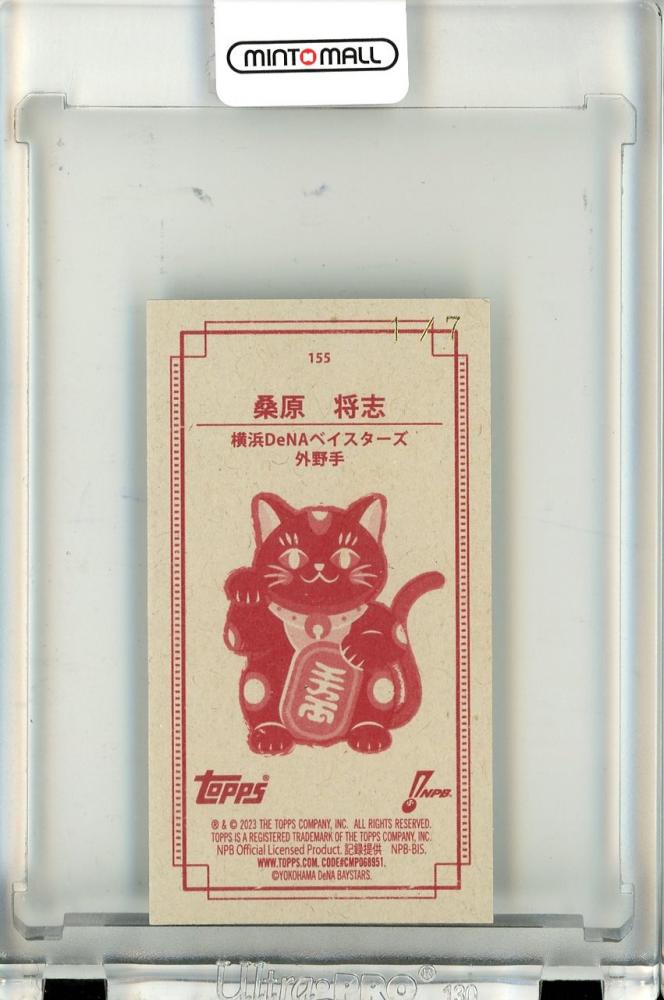 MINTMALL
1/7
155
桑原 将志
横浜DeNAベイスターズ
外野手
TOPPS®
NPB®
® & © 2023 THE TOPPS COMPANY, INC. ALL RIGHTS RESERVED.
TOPPS IS A REGISTERED TRADEMARK OF THE TOPPS COMPANY, INC.
NPB Official Licensed Product. 記録提供 NPB-BIS.
WWW.TOPPS.COM. CODE#CMP068951.
©YOKOHAMA DeNA BAYSTARS.
Ultra·PRO® 130